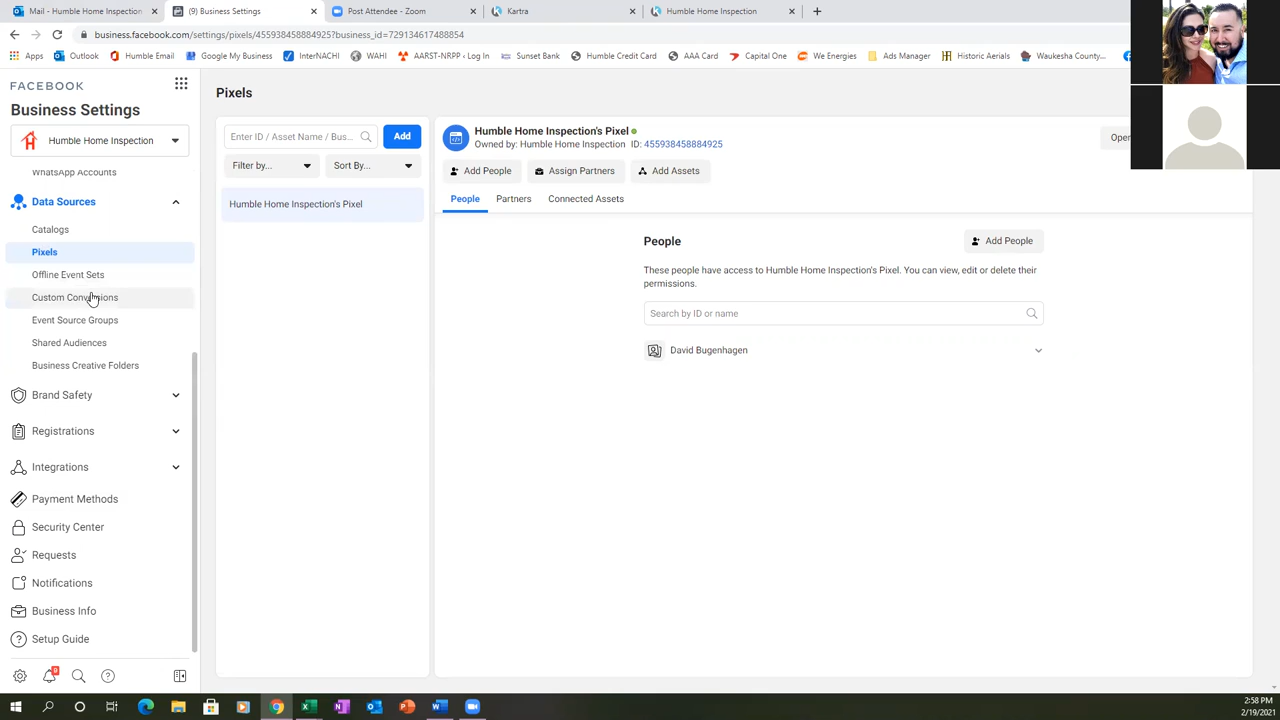 Mail - Humble Home Inspection
(9) Business Settings
Post Attendee - Zoom
Kartra
Humble Home Inspection
business.facebook.com/settings/pixels/455938458884925?business_id=729134617488854
Apps
Outlook
Humble Email
Google My Business
InterNACHI
WAHI
AARST-NRPP < Log In
Sunset Bank
Humble Credit Card
AAA Card
Capital One
We Energies
Ads Manager
Historic Aerials
Waukesha County...
FACEBOOK
Business Settings
Humble Home Inspection
WhatsApp Accounts
Data Sources
Catalogs
Pixels
Offline Event Sets
Custom Conversions
Event Source Groups
Shared Audiences
Business Creative Folders
Brand Safety
Registrations
Integrations
Payment Methods
Security Center
Requests
Notifications
Business Info
Setup Guide
9
Pixels
Enter ID / Asset Name / Bus...
Add
Filter by...
Sort By...
Humble Home Inspection's Pixel
Humble Home Inspection's Pixel
Owned by: Humble Home Inspection ID: 455938458884925
Open
Add People
Assign Partners
Add Assets
People
Partners
Connected Assets
People
Add People
These people have access to Humble Home Inspection's Pixel. You can view, edit or delete their
permissions.
Search by ID or name
David Bugenhagen
2:58 PM
2/19/2021